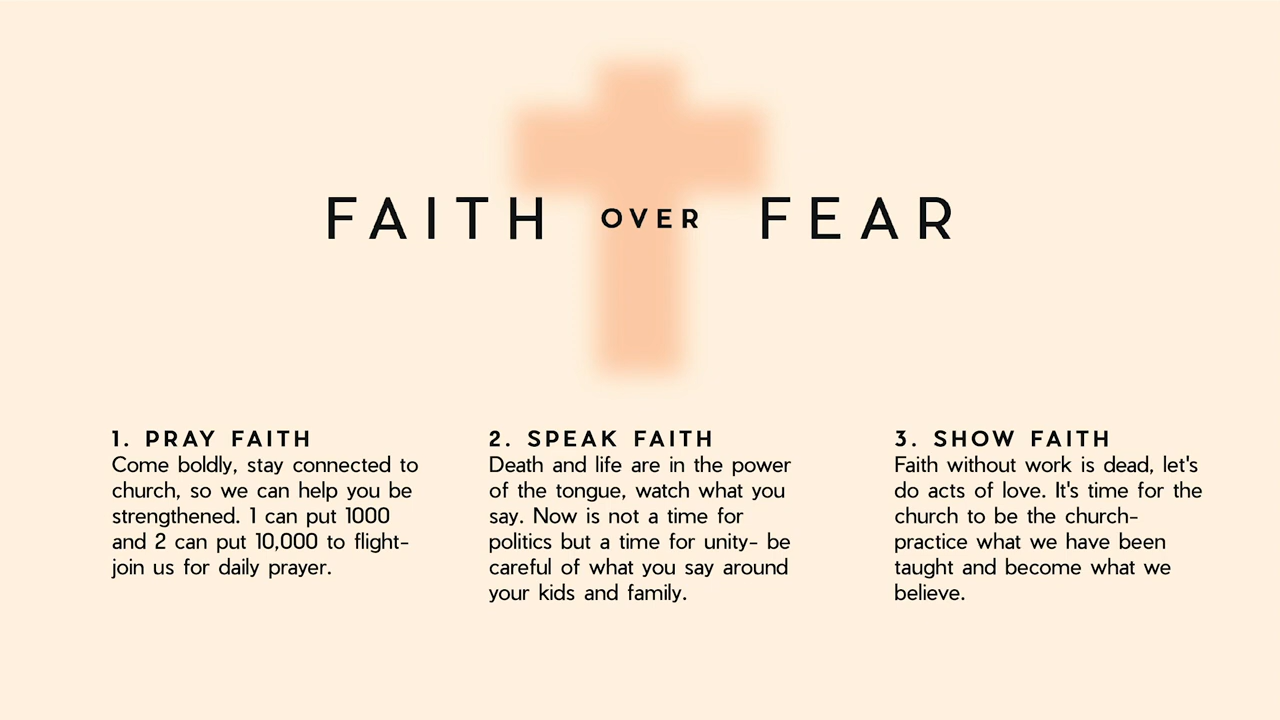 FAITH OVER FEAR
1. PRAY FAITH
Come boldly, stay connected to
church, so we can help you be
strengthened. 1 can put 1000
and 2 can put 10,000 to flight-
join us for daily prayer.
2. SPEAK FAITH
Death and life are in the power
of the tongue, watch what you
say. Now is not a time for
politics but a time for unity- be
careful of what you say around
your kids and family.
3. SHOW FAITH
Faith without work is dead, let's
do acts of love. It's time for the
church to be the church-
practice what we have been
taught and become what we
believe.